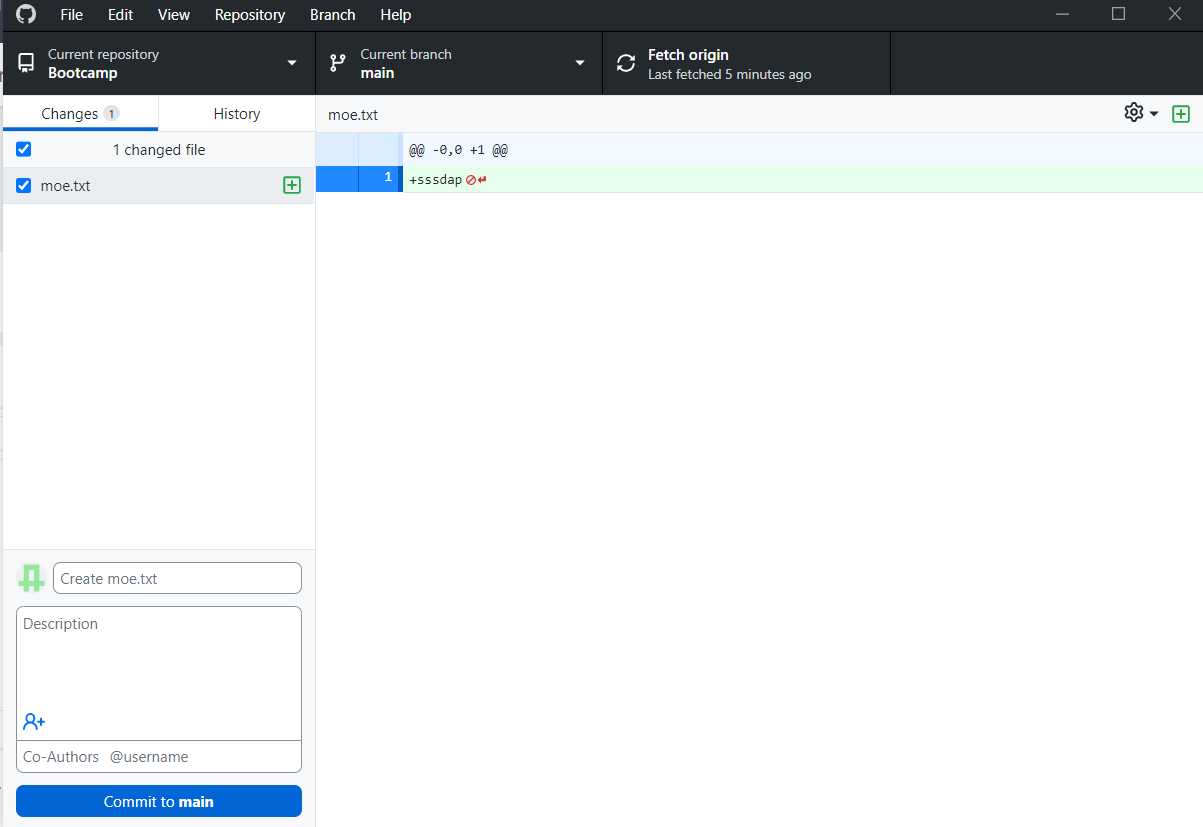 File Edit View Repository Branch Help
Current repository
Bootcamp
Current branch
main
Fetch origin
Last fetched 5 minutes ago
Changes 1
History
moe.txt
1 changed file
moe.txt
@@ -0,0 +1 @@
1 +sssdap
Create moe.txt
Description
Co-Authors @username
Commit to main